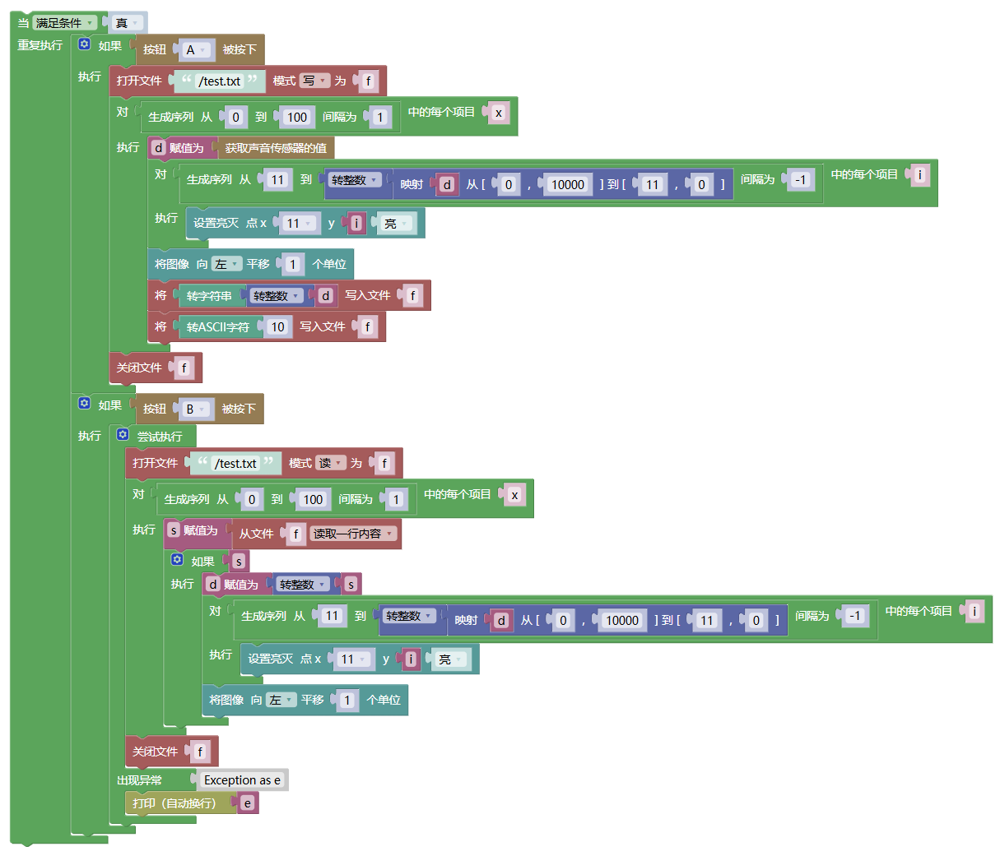 当 满足条件 真
重复执行 如果 按钮 A 被按下
执行 打开文件 “ /test.txt ” 模式 写 为 f
对 生成序列 从 0 到 100 间隔为 1 中的每个项目 x
执行 d 赋值为 获取声音传感器的值
对 生成序列 从 11 到 转整数 映射 d 从 [ 0 , 10000 ] 到 [ 11 , 0 ] 间隔为 -1 中的每个项目 i
执行 设置亮灭 点 x 11 y i 亮
将图像 向 左 平移 1 个单位
将 转字符串 转整数 d 写入文件 f
将 转ASCII字符 10 写入文件 f
关闭文件 f
如果 按钮 B 被按下
执行 尝试执行
打开文件 “ /test.txt ” 模式 读 为 f
对 生成序列 从 0 到 100 间隔为 1 中的每个项目 x
执行 s 赋值为 从文件 f 读取一行内容
如果 s
执行 d 赋值为 转整数 s
对 生成序列 从 11 到 转整数 映射 d 从 [ 0 , 10000 ] 到 [ 11 , 0 ] 间隔为 -1 中的每个项目 i
执行 设置亮灭 点 x 11 y i 亮
将图像 向 左 平移 1 个单位
关闭文件 f
出现异常 Exception as e
打印（自动换行） e